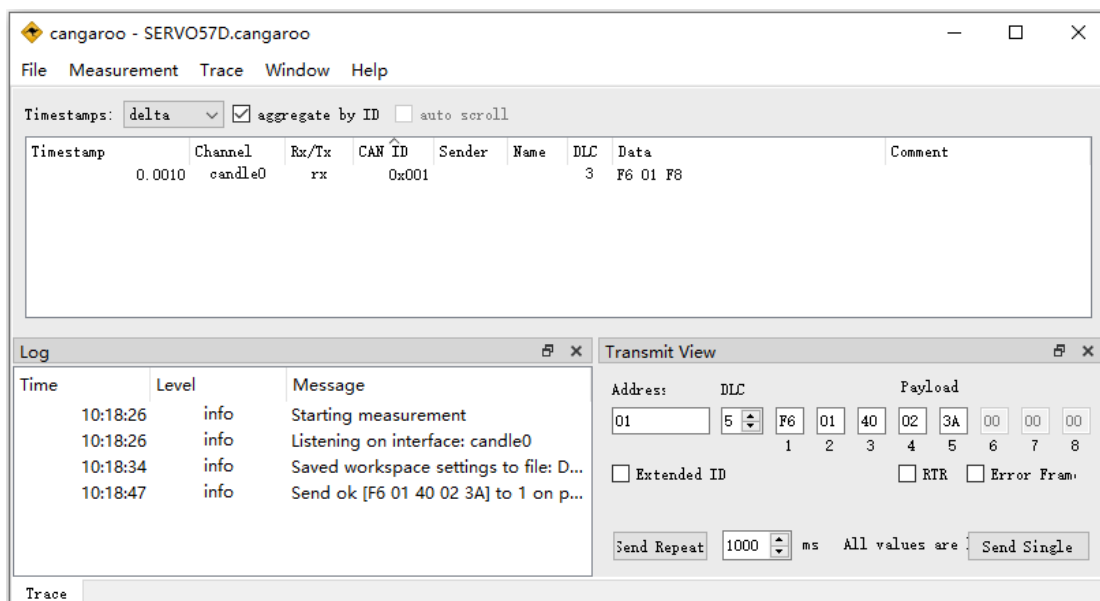 cangaroo - SERVO57D.cangaroo
File Measurement Trace Window Help
Timestamps: delta aggregate by ID auto scroll
Timestamp Channel Rx/Tx CAN ID Sender Name DLC Data Comment
0.0010 candle0 rx 0x001 3 F6 01 F8
Log
Time Level Message
10:18:26 info Starting measurement
10:18:26 info Listening on interface: candle0
10:18:34 info Saved workspace settings to file: D...
10:18:47 info Send ok [F6 01 40 02 3A] to 1 on p...
Transmit View
Address: DLC Payload
01 5 F6 01 40 02 3A 00 00 00
1 2 3 4 5 6 7 8
Extended ID RTR Error Fram
Send Repeat 1000 ms All values are Send Single
Trace